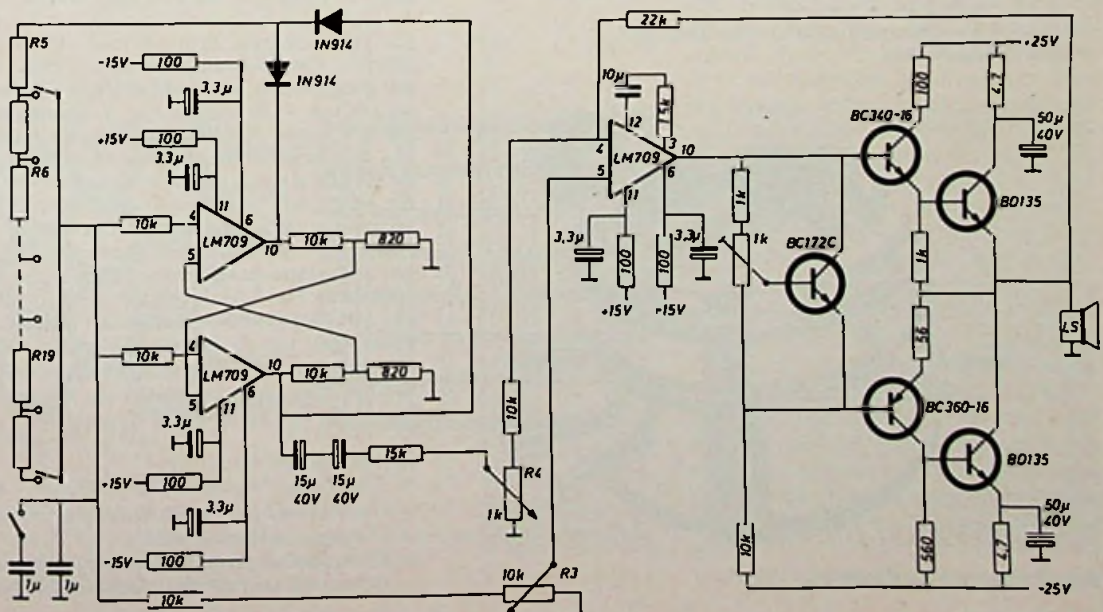 R5
R6
R19
1N914
1N914
-15V 100
3,3µ
+15V 100
3,3µ
10k
4
5
11
6
LM709
10
10k
820
10k
4
5
LM709
11
6
10
10k
820
3,3µ
+15V 100
3,3µ
-15V 100
15µ
40V
15µ
40V
15k
1µ
1µ
10k
22k
10µ
1,5k
12
3
4
5
LM709
10
11
6
3,3µ
100
+15V
100
3,3µ
-15V
10k
R4
1k
10k
R3
1k
1k
BC172C
10k
BC340-16
100
4,7
+25V
50µ
40V
BD135
1k
56
LS
BC360-16
BD135
560
4,7
50µ
40V
-25V